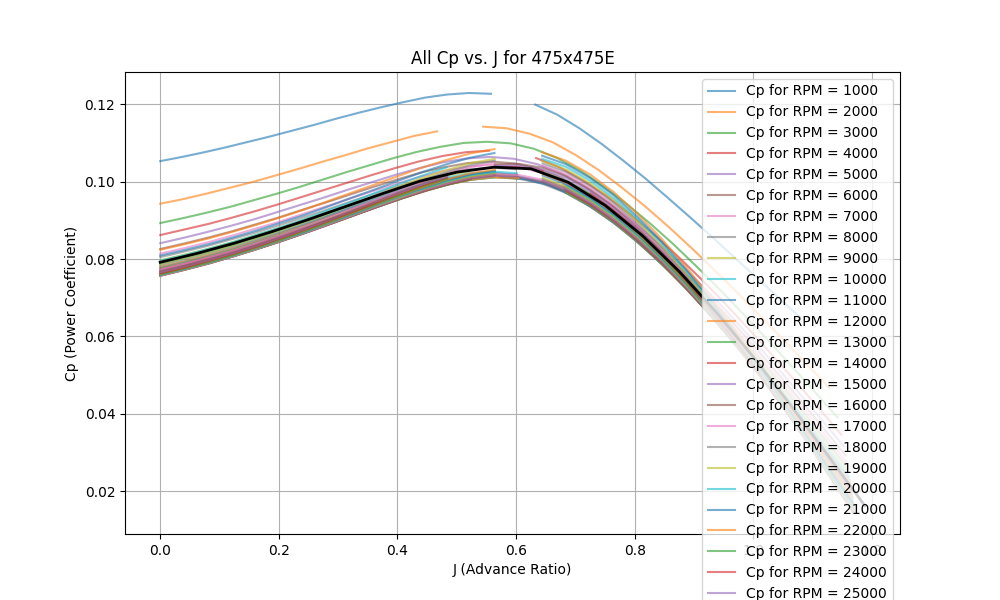 All Cp vs. J for 475x475E
Cp (Power Coefficient)
0.12
0.10
0.08
0.06
0.04
0.02
0.0
0.2
0.4
0.6
0.8
J (Advance Ratio)
Cp for RPM = 1000
Cp for RPM = 2000
Cp for RPM = 3000
Cp for RPM = 4000
Cp for RPM = 5000
Cp for RPM = 6000
Cp for RPM = 7000
Cp for RPM = 8000
Cp for RPM = 9000
Cp for RPM = 10000
Cp for RPM = 11000
Cp for RPM = 12000
Cp for RPM = 13000
Cp for RPM = 14000
Cp for RPM = 15000
Cp for RPM = 16000
Cp for RPM = 17000
Cp for RPM = 18000
Cp for RPM = 19000
Cp for RPM = 20000
Cp for RPM = 21000
Cp for RPM = 22000
Cp for RPM = 23000
Cp for RPM = 24000
Cp for RPM = 25000